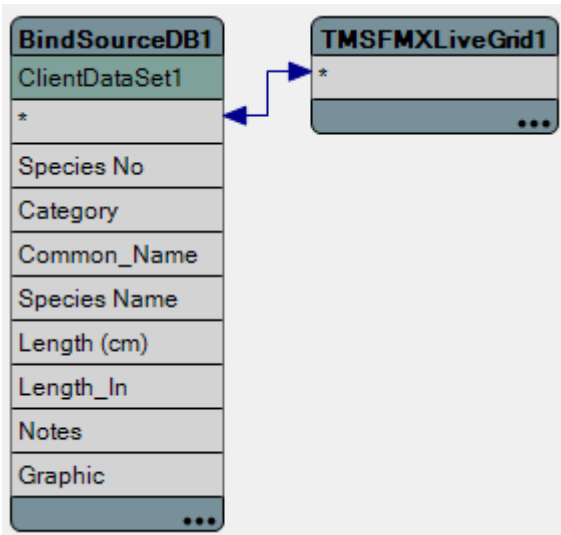 BindSourceDB1
ClientDataSet1
*
Species No
Category
Common_Name
Species Name
Length (cm)
Length_In
Notes
Graphic
•••
TMSFMXLiveGrid1
*
•••